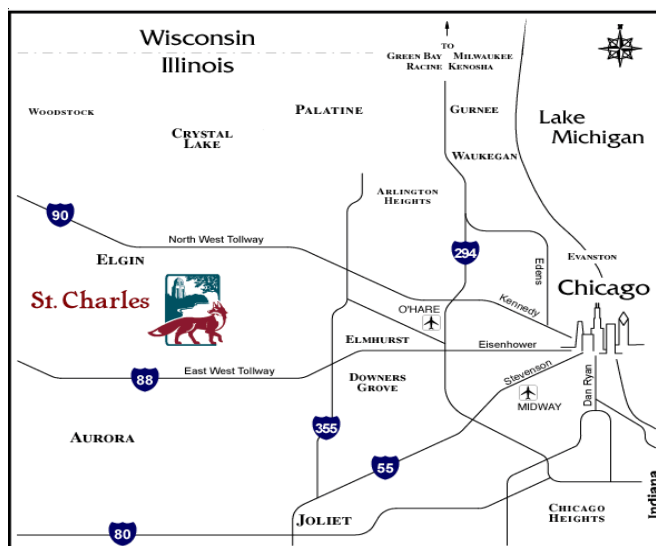 Wisconsin
Illinois
TO
GREEN BAY MILWAUKEE
RACINE KENOSHA
WOODSTOCK
CRYSTAL
LAKE
PALATINE
GURNEE
Lake
Michigan
WAUKEGAN
ARLINGTON
HEIGHTS
90
North West Tollway
294
Edens
EVANSTON
ELGIN
St. Charles
Chicago
O'HARE
Kennedy
ELMHURST
Eisenhower
88
East West Tollway
DOWNERS
GROVE
Stevenson
MIDWAY
Dan Ryan
AURORA
355
55
80
JOLIET
CHICAGO
HEIGHTS
Indiana